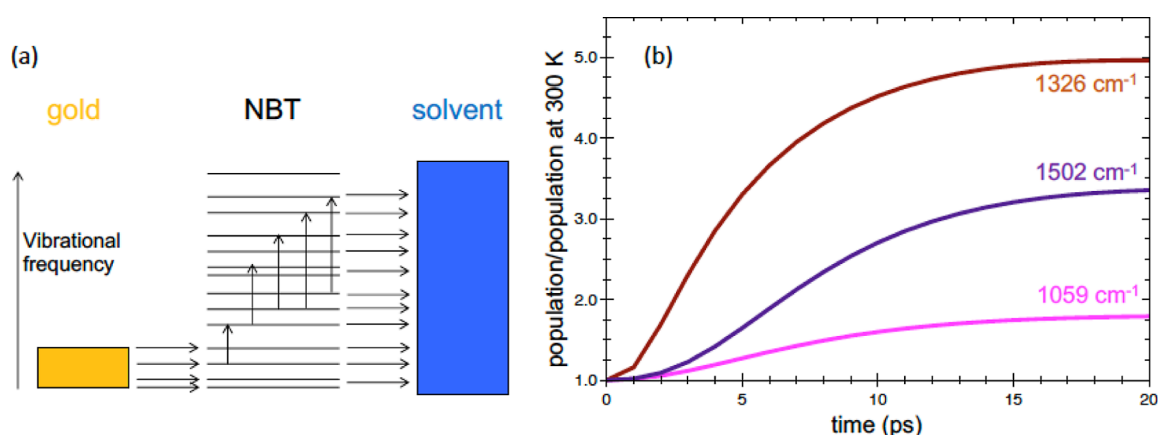 (a)
gold
NBT
solvent
Vibrational
frequency
(b)
population/population at 300 K
5.0
4.0
3.0
2.0
1.0
1326 cm-1
1502 cm-1
1059 cm-1
0
5
10
15
20
time (ps)